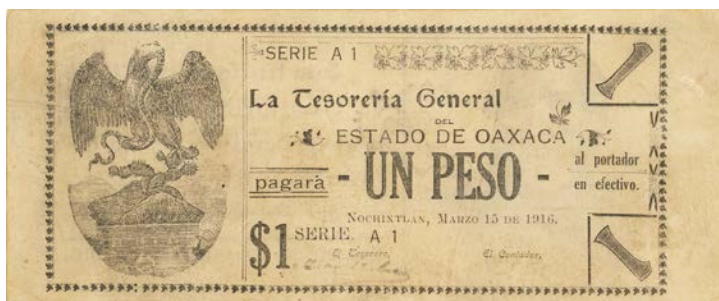 SERIE A 1
La Tesorería General
DEL
ESTADO DE OAXACA
pagará - UN PESO - al portador
en efectivo.
NOCHIXTLAN, MARZO 15 DE 1916.
$1 SERIE A 1
El Tesorero, El Contador,